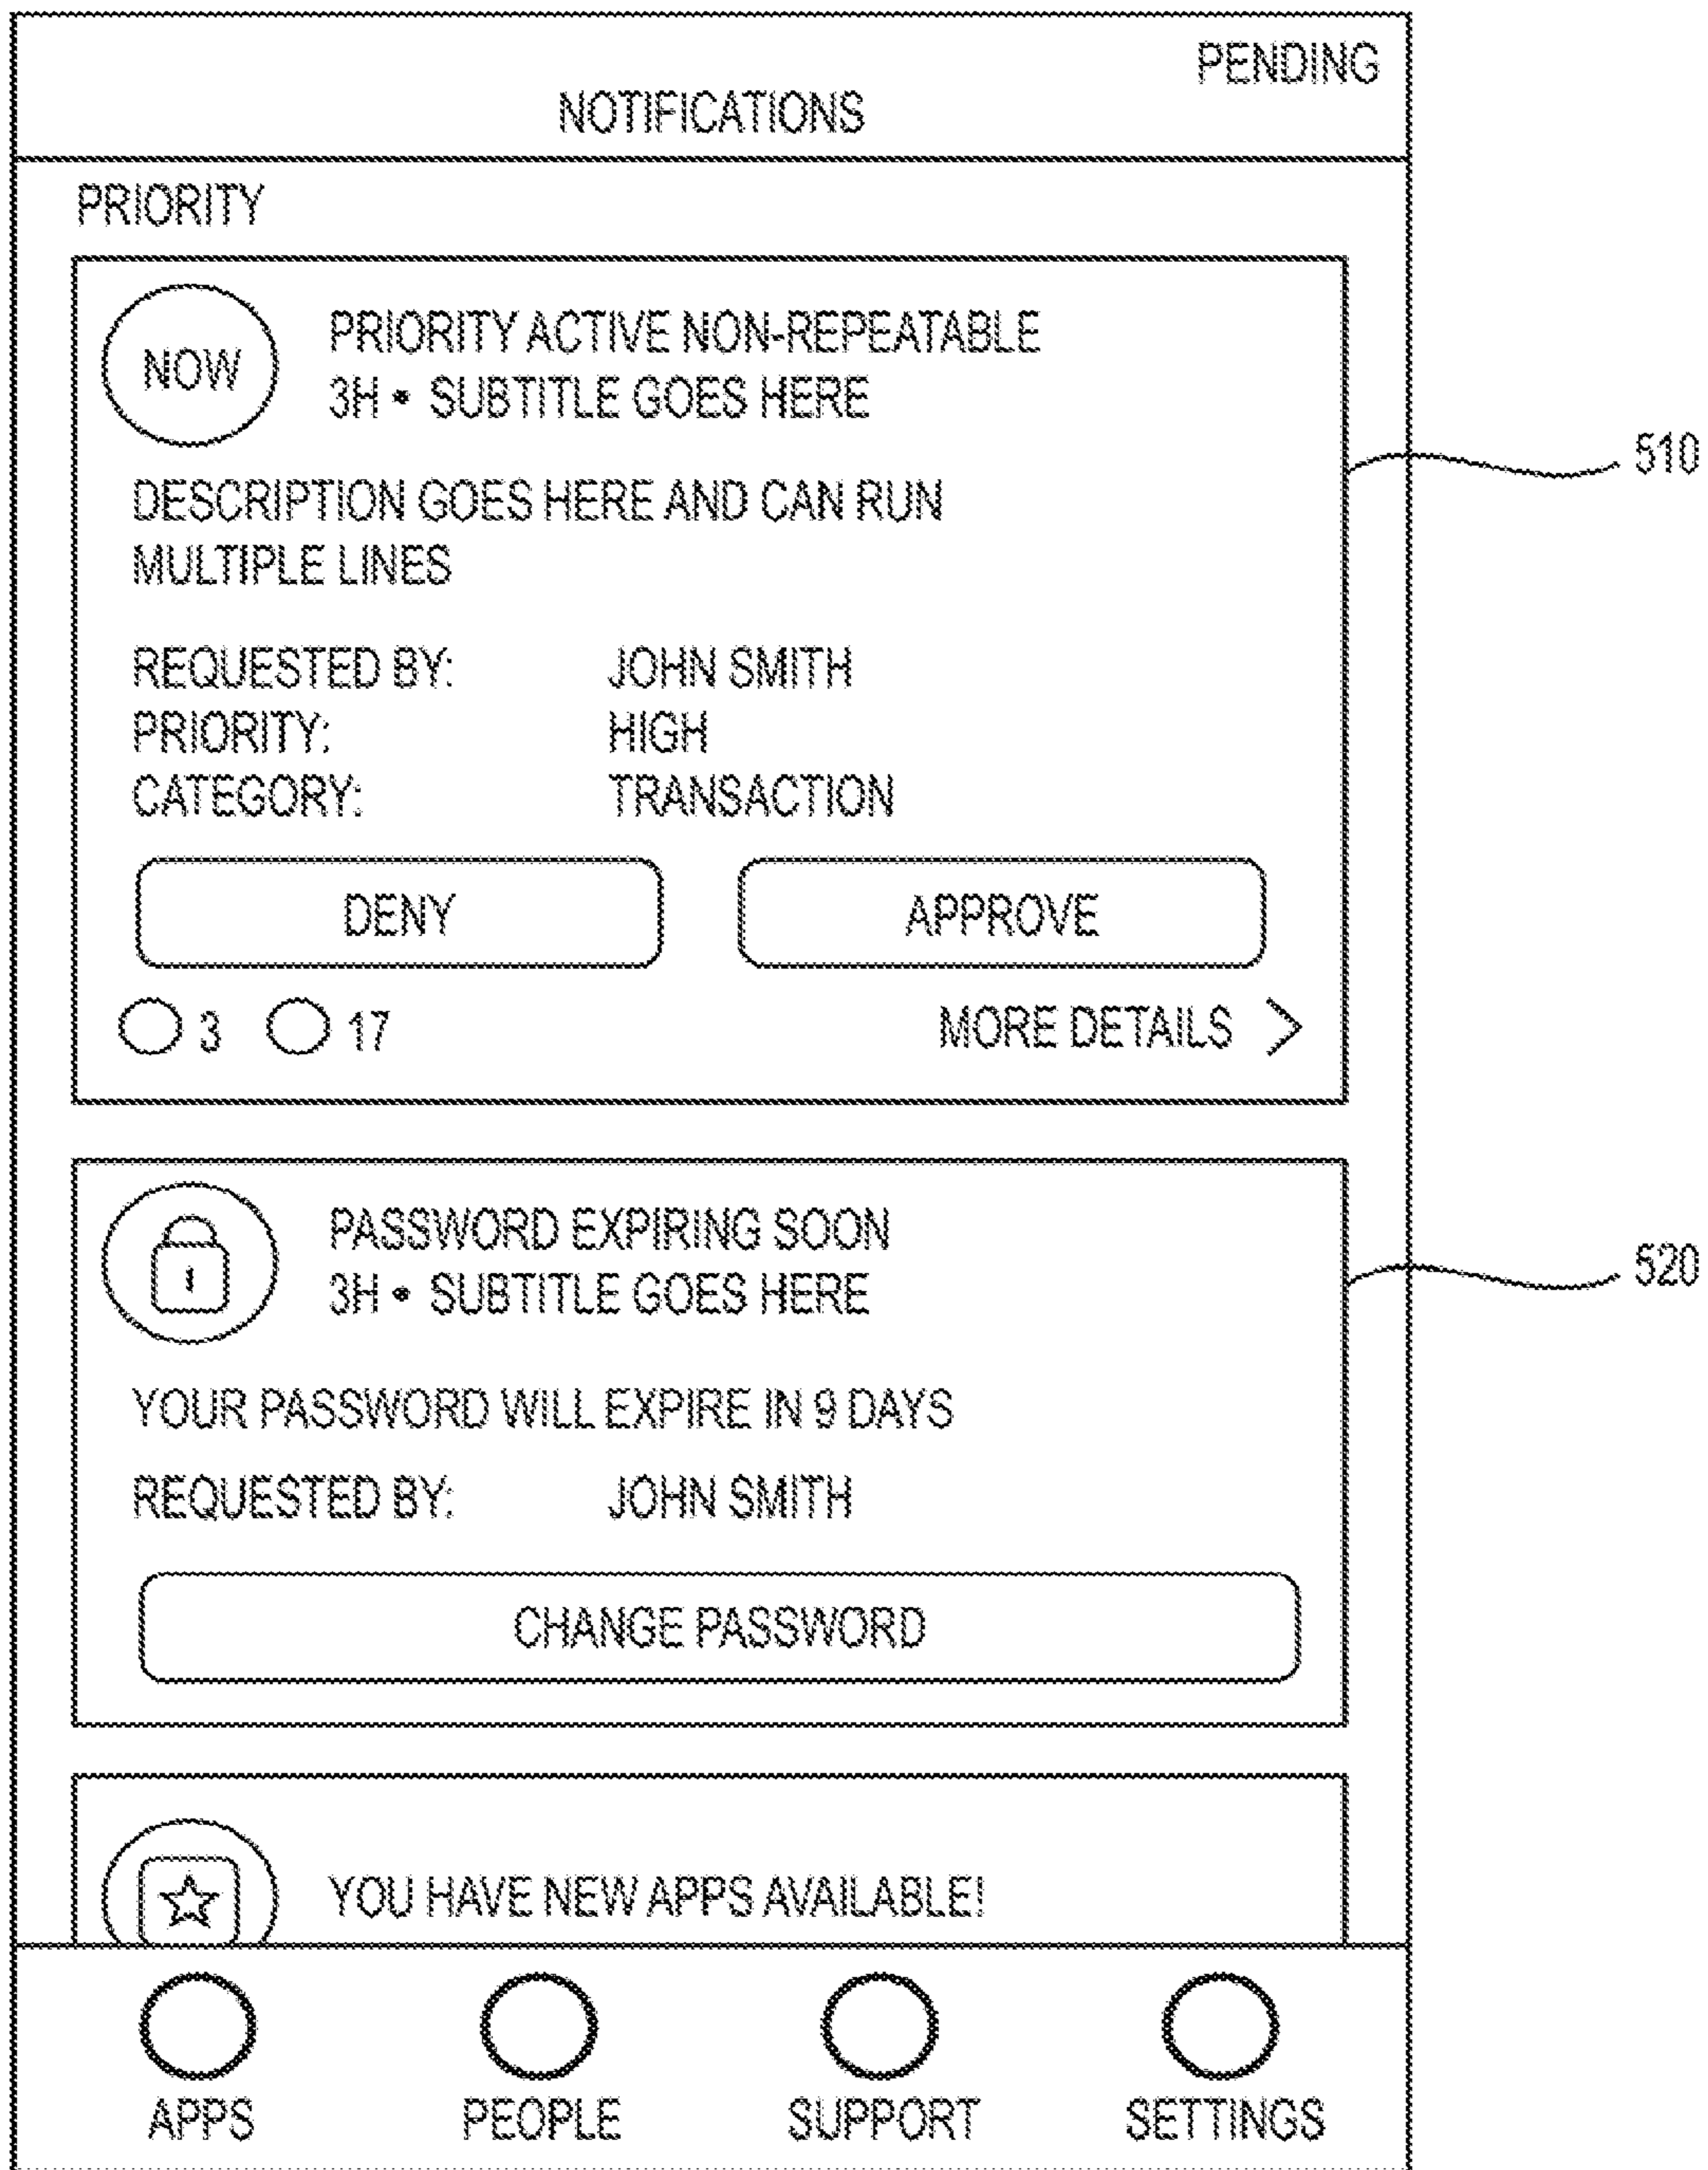 PENDING
NOTIFICATIONS
PRIORITY
NOW
PRIORITY ACTIVE NON-REPEATABLE
3H • SUBTITLE GOES HERE
510
DESCRIPTION GOES HERE AND CAN RUN
MULTIPLE LINES
REQUESTED BY: JOHN SMITH
PRIORITY: HIGH
CATEGORY: TRANSACTION
DENY APPROVE
3 17 MORE DETAILS >
PASSWORD EXPIRING SOON
3H • SUBTITLE GOES HERE
520
YOUR PASSWORD WILL EXPIRE IN 9 DAYS
REQUESTED BY: JOHN SMITH
CHANGE PASSWORD
YOU HAVE NEW APPS AVAILABLE!
APPS PEOPLE SUPPORT SETTINGS